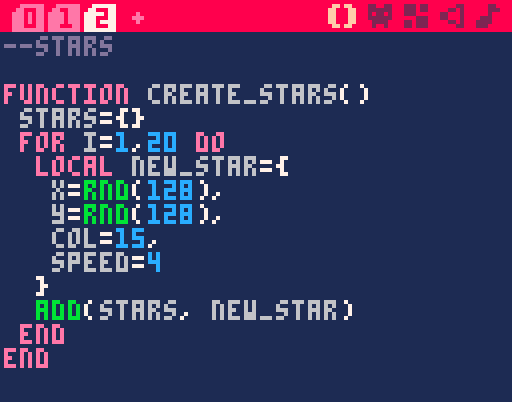 0 1 2 +
--STARS
FUNCTION CREATE_STARS()
STARS={}
FOR I=1,20 DO
LOCAL NEW_STAR={
X=RND(128),
Y=RND(128),
COL=15,
SPEED=4
}
ADD(STARS, NEW_STAR)
END
END